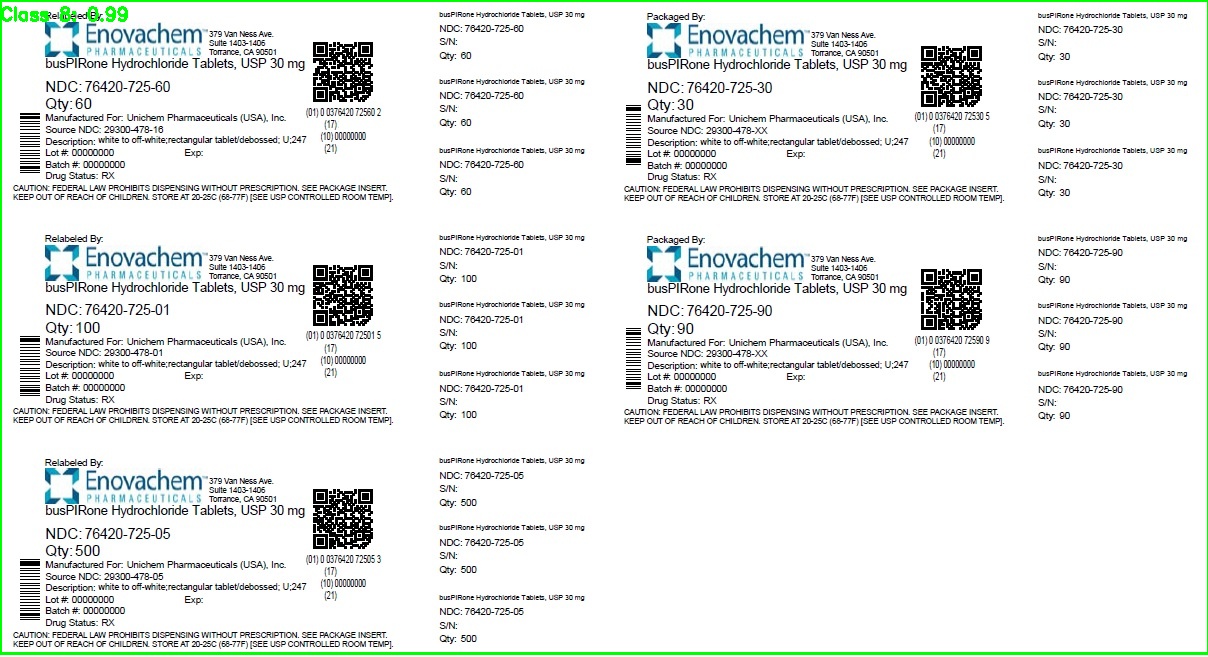 Class 8: 0.99
Relabeled By:
Enovachem™
PHARMACEUTICALS
379 Van Ness Ave.
Suite 1403-1406
Torrance, CA 90501
busPIRone Hydrochloride Tablets, USP 30 mg
NDC: 76420-725-60
Qty: 60
Manufactured For: Unichem Pharmaceuticals (USA), Inc.
Source NDC: 29300-478-16
Description: white to off-white;rectangular tablet/debossed; U;247
Lot #: 00000000 Exp:
Batch #: 00000000
Drug Status: RX
(01) 0 0376420 72560 2
(17)
(10) 00000000
(21)
CAUTION: FEDERAL LAW PROHIBITS DISPENSING WITHOUT PRESCRIPTION. SEE PACKAGE INSERT.
KEEP OUT OF REACH OF CHILDREN. STORE AT 20-25C (68-77F) [SEE USP CONTROLLED ROOM TEMP].
busPIRone Hydrochloride Tablets, USP 30 mg
NDC: 76420-725-60
S/N:
Qty: 60
busPIRone Hydrochloride Tablets, USP 30 mg
NDC: 76420-725-60
S/N:
Qty: 60
busPIRone Hydrochloride Tablets, USP 30 mg
NDC: 76420-725-60
S/N:
Qty: 60
Packaged By:
Enovachem™
PHARMACEUTICALS
379 Van Ness Ave.
Suite 1403-1406
Torrance, CA 90501
busPIRone Hydrochloride Tablets, USP 30 mg
NDC: 76420-725-30
Qty: 30
Manufactured For: Unichem Pharmaceuticals (USA), Inc.
Source NDC: 29300-478-XX
Description: white to off-white;rectangular tablet/debossed; U;247
Lot #: 00000000 Exp:
Batch #: 00000000
Drug Status: RX
(01) 0 0376420 72530 5
(17)
(10) 00000000
(21)
CAUTION: FEDERAL LAW PROHIBITS DISPENSING WITHOUT PRESCRIPTION. SEE PACKAGE INSERT.
KEEP OUT OF REACH OF CHILDREN. STORE AT 20-25C (68-77F) [SEE USP CONTROLLED ROOM TEMP].
busPIRone Hydrochloride Tablets, USP 30 mg
NDC: 76420-725-30
S/N:
Qty: 30
busPIRone Hydrochloride Tablets, USP 30 mg
NDC: 76420-725-30
S/N:
Qty: 30
busPIRone Hydrochloride Tablets, USP 30 mg
NDC: 76420-725-30
S/N:
Qty: 30
Relabeled By:
Enovachem™
PHARMACEUTICALS
379 Van Ness Ave.
Suite 1403-1406
Torrance, CA 90501
busPIRone Hydrochloride Tablets, USP 30 mg
NDC: 76420-725-01
Qty: 100
Manufactured For: Unichem Pharmaceuticals (USA), Inc.
Source NDC: 29300-478-01
Description: white to off-white;rectangular tablet/debossed; U;247
Lot #: 00000000 Exp:
Batch #: 00000000
Drug Status: RX
(01) 0 0376420 72501 5
(17)
(10) 00000000
(21)
CAUTION: FEDERAL LAW PROHIBITS DISPENSING WITHOUT PRESCRIPTION. SEE PACKAGE INSERT.
KEEP OUT OF REACH OF CHILDREN. STORE AT 20-25C (68-77F) [SEE USP CONTROLLED ROOM TEMP].
busPIRone Hydrochloride Tablets, USP 30 mg
NDC: 76420-725-01
S/N:
Qty: 100
busPIRone Hydrochloride Tablets, USP 30 mg
NDC: 76420-725-01
S/N:
Qty: 100
busPIRone Hydrochloride Tablets, USP 30 mg
NDC: 76420-725-01
S/N:
Qty: 100
Packaged By:
Enovachem™
PHARMACEUTICALS
379 Van Ness Ave.
Suite 1403-1406
Torrance, CA 90501
busPIRone Hydrochloride Tablets, USP 30 mg
NDC: 76420-725-90
Qty: 90
Manufactured For: Unichem Pharmaceuticals (USA), Inc.
Source NDC: 29300-478-XX
Description: white to off-white;rectangular tablet/debossed; U;247
Lot #: 00000000 Exp:
Batch #: 00000000
Drug Status: RX
(01) 0 0376420 72590 9
(17)
(10) 00000000
(21)
CAUTION: FEDERAL LAW PROHIBITS DISPENSING WITHOUT PRESCRIPTION. SEE PACKAGE INSERT.
KEEP OUT OF REACH OF CHILDREN. STORE AT 20-25C (68-77F) [SEE USP CONTROLLED ROOM TEMP].
busPIRone Hydrochloride Tablets, USP 30 mg
NDC: 76420-725-90
S/N:
Qty: 90
busPIRone Hydrochloride Tablets, USP 30 mg
NDC: 76420-725-90
S/N:
Qty: 90
busPIRone Hydrochloride Tablets, USP 30 mg
NDC: 76420-725-90
S/N:
Qty: 90
Relabeled By:
Enovachem™
PHARMACEUTICALS
379 Van Ness Ave.
Suite 1403-1406
Torrance, CA 90501
busPIRone Hydrochloride Tablets, USP 30 mg
NDC: 76420-725-05
Qty: 500
Manufactured For: Unichem Pharmaceuticals (USA), Inc.
Source NDC: 29300-478-05
Description: white to off-white;rectangular tablet/debossed; U;247
Lot #: 00000000 Exp:
Batch #: 00000000
Drug Status: RX
(01) 0 0376420 72505 3
(17)
(10) 00000000
(21)
CAUTION: FEDERAL LAW PROHIBITS DISPENSING WITHOUT PRESCRIPTION. SEE PACKAGE INSERT.
KEEP OUT OF REACH OF CHILDREN. STORE AT 20-25C (68-77F) [SEE USP CONTROLLED ROOM TEMP].
busPIRone Hydrochloride Tablets, USP 30 mg
NDC: 76420-725-05
S/N:
Qty: 500
busPIRone Hydrochloride Tablets, USP 30 mg
NDC: 76420-725-05
S/N:
Qty: 500
busPIRone Hydrochloride Tablets, USP 30 mg
NDC: 76420-725-05
S/N:
Qty: 500